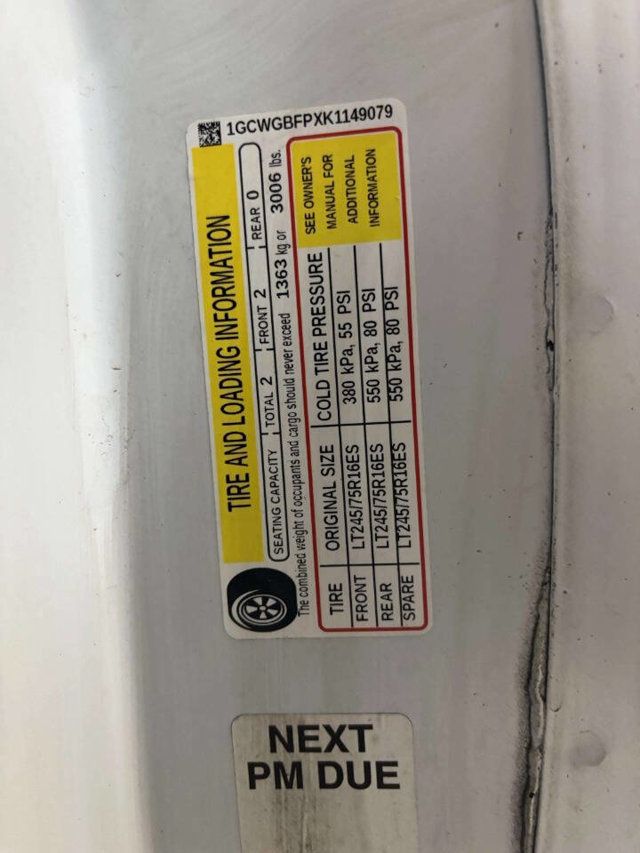 1GCWGBFPXK1149079
TIRE AND LOADING INFORMATION
SEATING CAPACITY TOTAL 2 FRONT 2 REAR 0
The combined weight of occupants and cargo should never exceed 1363 kg or 3006 lbs.
TIRE ORIGINAL SIZE COLD TIRE PRESSURE
FRONT LT245/75R16ES 380 kPa, 55 PSI
REAR LT245/75R16ES 550 kPa, 80 PSI
SPARE LT245/75R16ES 550 kPa, 80 PSI
SEE OWNER'S
MANUAL FOR
ADDITIONAL
INFORMATION
NEXT
PM DUE